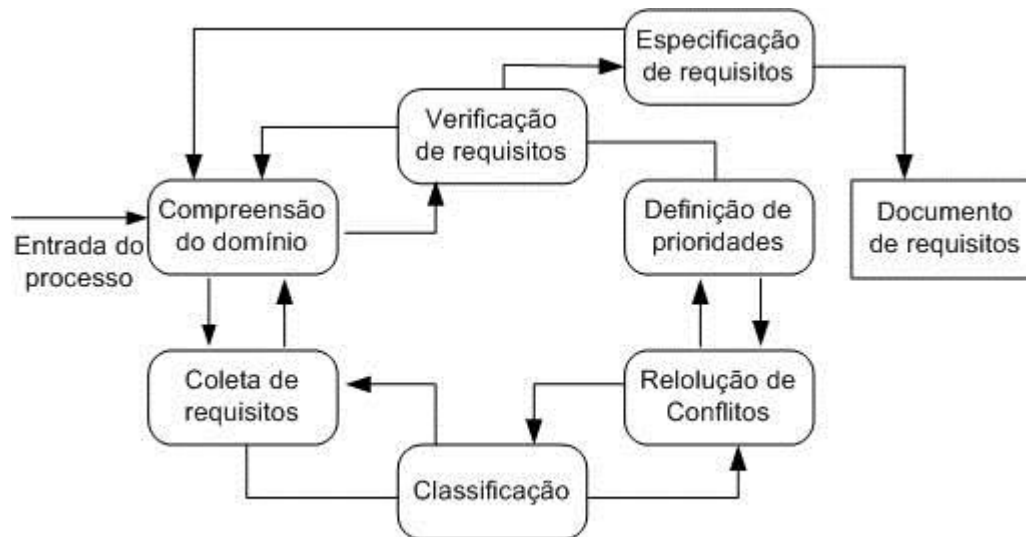 Especificação
de requisitos
Verificação
de requisitos
Compreensão
do domínio
Definição de
prioridades
Documento
de requisitos
Entrada do
processo
Coleta de
requisitos
Relolução de
Conflitos
Classificação